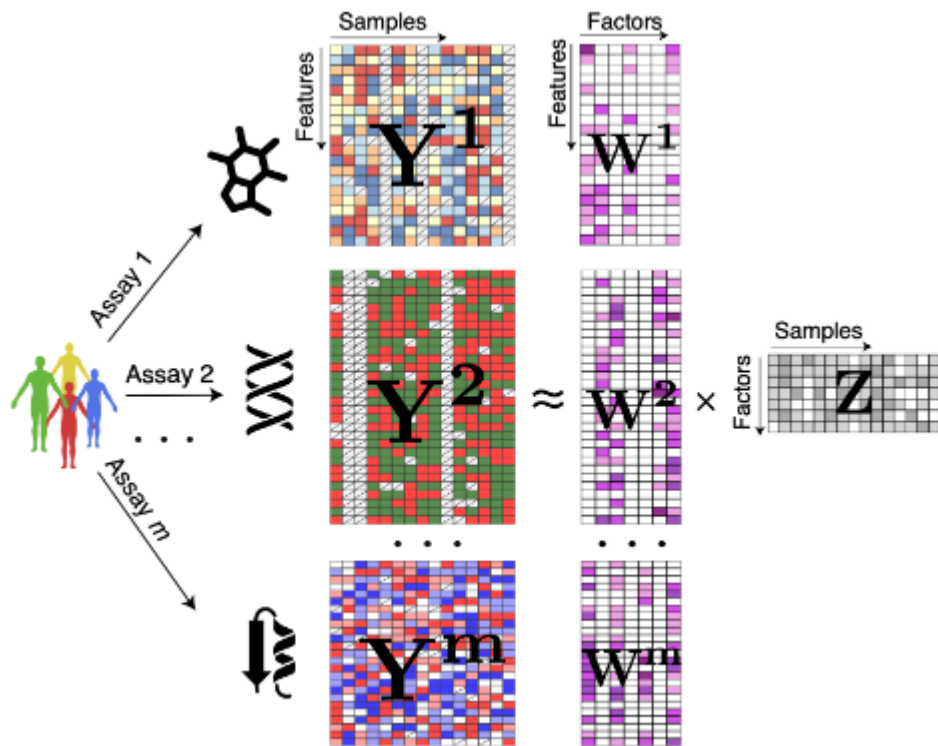 Samples
Features
Y¹
Factors
Features
W¹
Assay 1
Assay 2
. . .
Assay m
Y²
≈
W²
×
Samples
Factors
Z
. . .
. . .
Yᵐ
Wᵐ